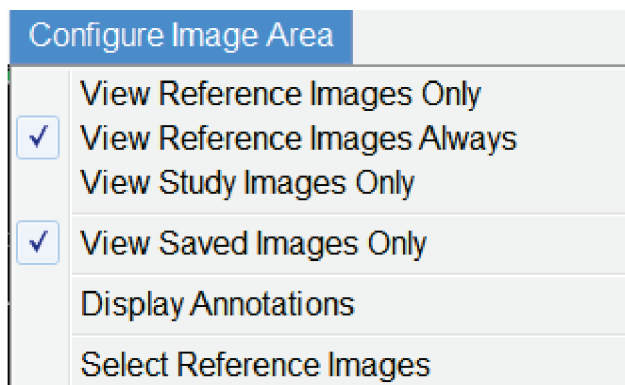 Configure Image Area
View Reference Images Only
View Reference Images Always
View Study Images Only
View Saved Images Only
Display Annotations
Select Reference Images